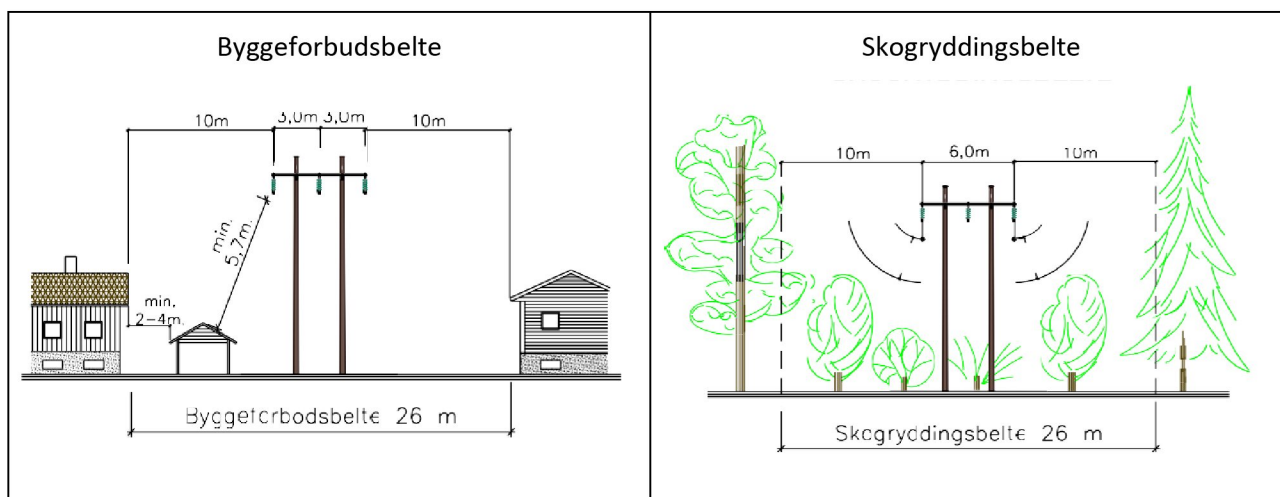 Byggeforbudsbelte
10m
3,0m
3,0m
10m
min.
5,7m.
min.
2-4m.
Byggeforbodsbelte 26 m
Skogryddingsbelte
10m
6,0m
10m
Skogryddingsbelte 26 m